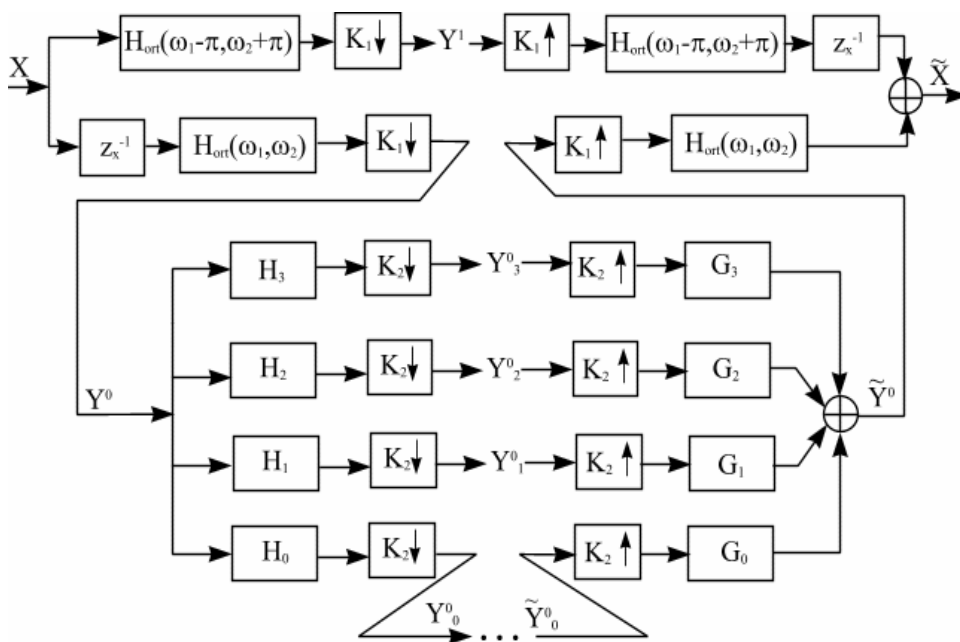 X H_ort(ω₁-π,ω₂+π) K₁↓ Y¹ K₁↑ H_ort(ω₁-π,ω₂+π) z_x⁻¹ X̃
z_x⁻¹ H_ort(ω₁,ω₂) K₁↓ K₁↑ H_ort(ω₁,ω₂)
H₃ K₂↓ Y⁰₃ K₂↑ G₃
H₂ K₂↓ Y⁰₂ K₂↑ G₂
Y⁰ Ỹ⁰
H₁ K₂↓ Y⁰₁ K₂↑ G₁
H₀ K₂↓ K₂↑ G₀
Y⁰₀ ... Ỹ⁰₀